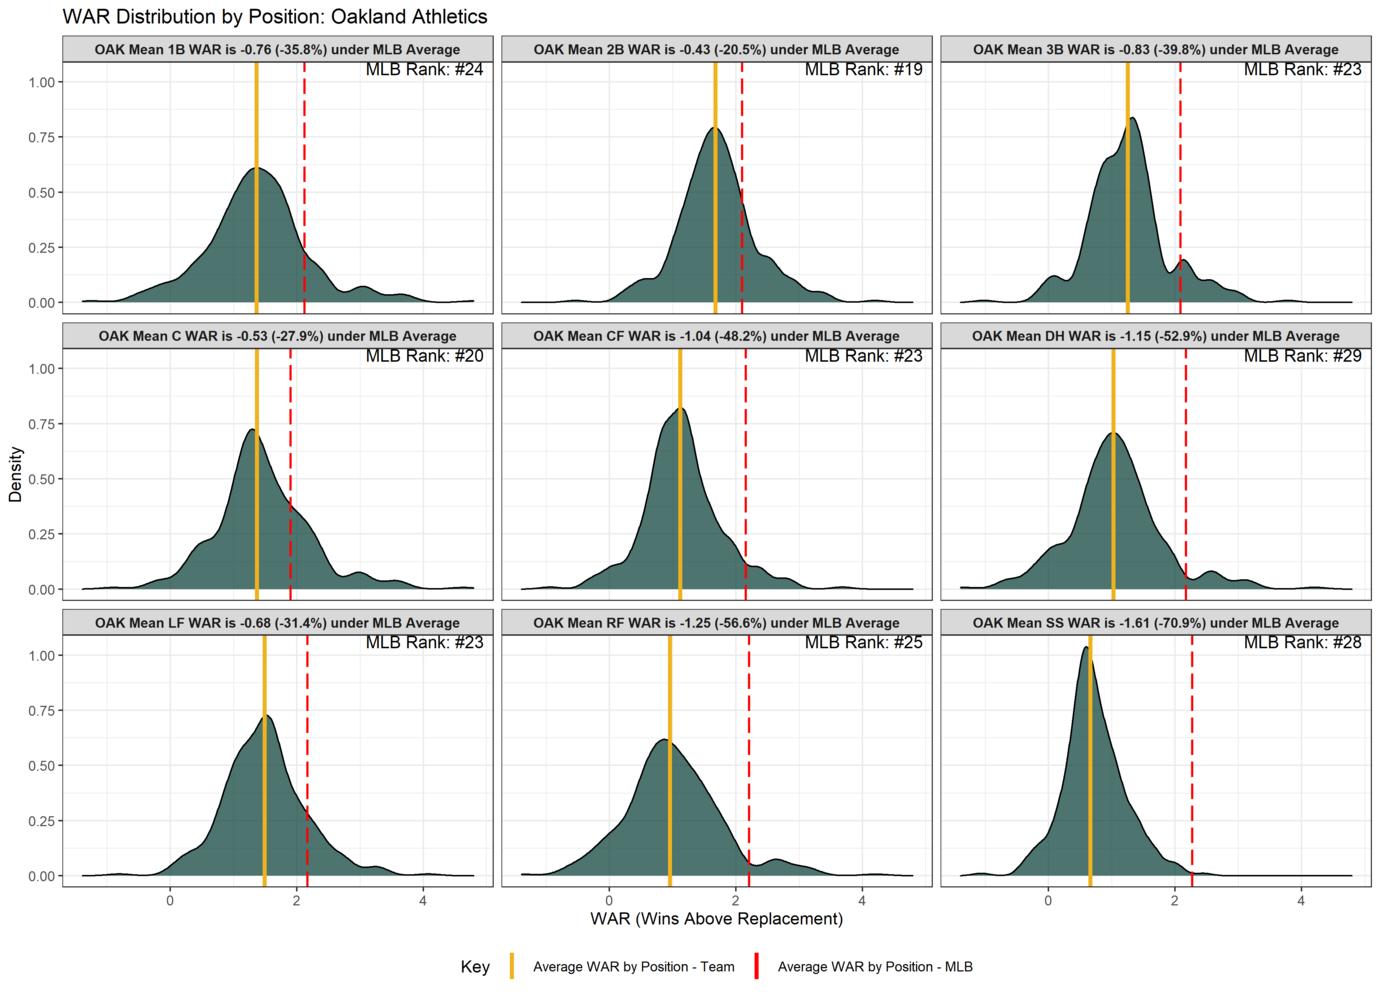 WAR Distribution by Position: Oakland Athletics
OAK Mean 1B WAR is -0.76 (-35.8%) under MLB Average
OAK Mean 2B WAR is -0.43 (-20.5%) under MLB Average
OAK Mean 3B WAR is -0.83 (-39.8%) under MLB Average
MLB Rank: #24
MLB Rank: #19
MLB Rank: #23
1.00
0.75
0.50
0.25
0.00
OAK Mean C WAR is -0.53 (-27.9%) under MLB Average
OAK Mean CF WAR is -1.04 (-48.2%) under MLB Average
OAK Mean DH WAR is -1.15 (-52.9%) under MLB Average
MLB Rank: #20
MLB Rank: #23
MLB Rank: #29
1.00
0.75
0.50
0.25
0.00
Density
OAK Mean LF WAR is -0.68 (-31.4%) under MLB Average
OAK Mean RF WAR is -1.25 (-56.6%) under MLB Average
OAK Mean SS WAR is -1.61 (-70.9%) under MLB Average
MLB Rank: #23
MLB Rank: #25
MLB Rank: #28
1.00
0.75
0.50
0.25
0.00
0 2 4
0 2 4
0 2 4
WAR (Wins Above Replacement)
Key Average WAR by Position - Team Average WAR by Position - MLB